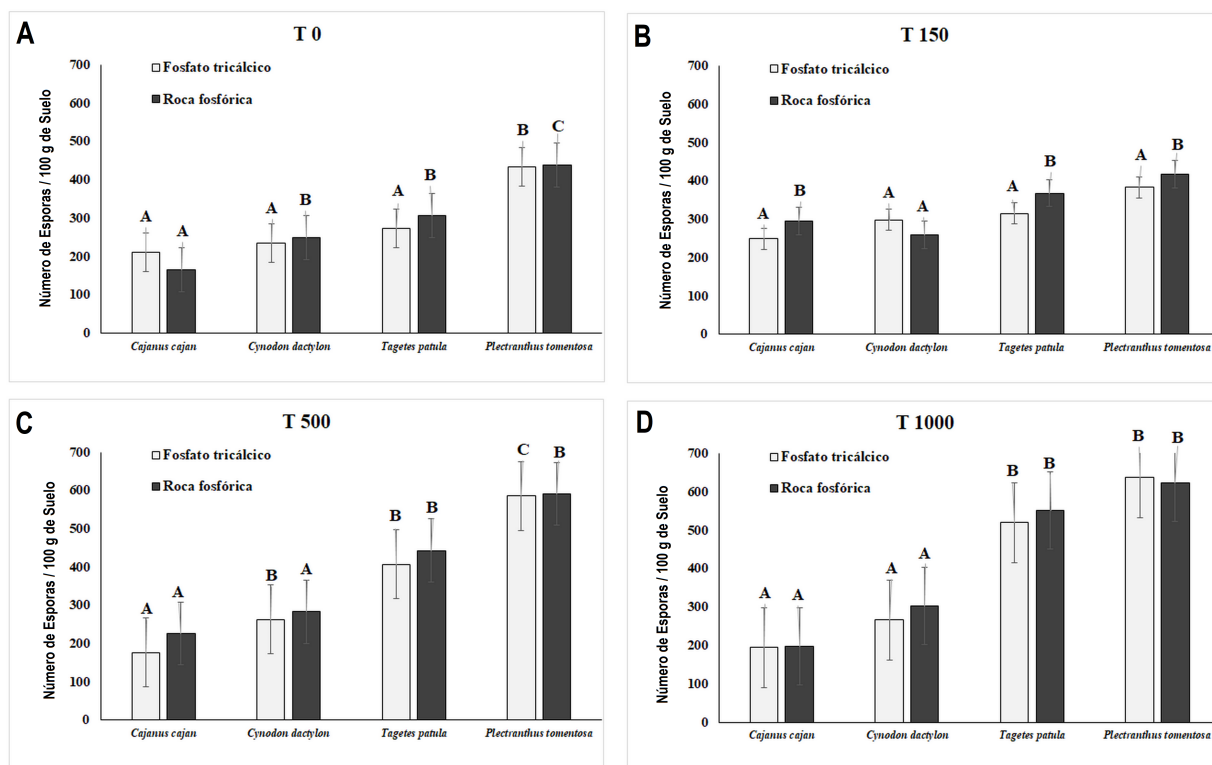 A
T 0
Fosfato tricálcico
Roca fosfórica
Número de Esporas / 100 g de Suelo
700
600
500
400
300
200
100
0
A A A B A B B C
Cajanus cajan Cynodon dactylon Tagetes patula Plectranthus tomentosa
B
T 150
Fosfato tricálcico
Roca fosfórica
Número de Esporas / 100 g de Suelo
700
600
500
400
300
200
100
0
A B A A A B A B
Cajanus cajan Cynodon dactylon Tagetes patula Plectranthus tomentosa
C
T 500
Fosfato tricálcico
Roca fosfórica
Número de Esporas / 100 g de Suelo
700
600
500
400
300
200
100
0
A A B A B B C B
Cajanus cajan Cynodon dactylon Tagetes patula Plectranthus tomentosa
D
T 1000
Fosfato tricálcico
Roca fosfórica
Número de Esporas / 100 g de Suelo
700
600
500
400
300
200
100
0
A A A A B B B B
Cajanus cajan Cynodon dactylon Tagetes patula Plectranthus tomentosa